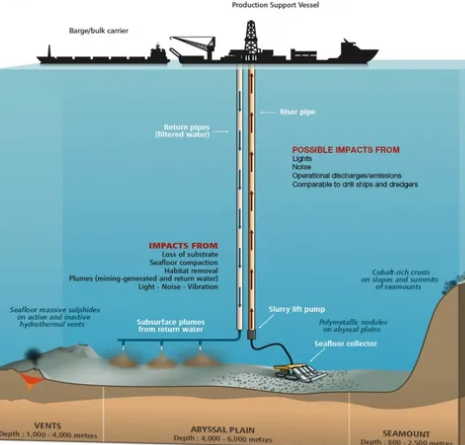 Production Support Vessel
Barge/bulk carrier
Riser pipe
Return pipes
(filtered water)
POSSIBLE IMPACTS FROM
Lights
Noise
Operational discharges/emissions
Comparable to drill ships and dredgers
IMPACTS FROM
Loss of substrate
Seafloor compaction
Habitat removal
Plumes (mining-generated and return water)
Light - Noise - Vibration
Cobalt-rich crusts
on slopes and summits
of seamounts
Seafloor massive sulphides
on active and inactive
hydrothermal vents
Subsurface plumes
from return water
Slurry lift pump
Polymetallic nodules
on abyssal plains
Seafloor collector
VENTS
Depth : 1,000 - 4,000 metres
ABYSSAL PLAIN
Depth : 4,000 - 6,000 metres
SEAMOUNT
Depth : 800 - 2,500 metres